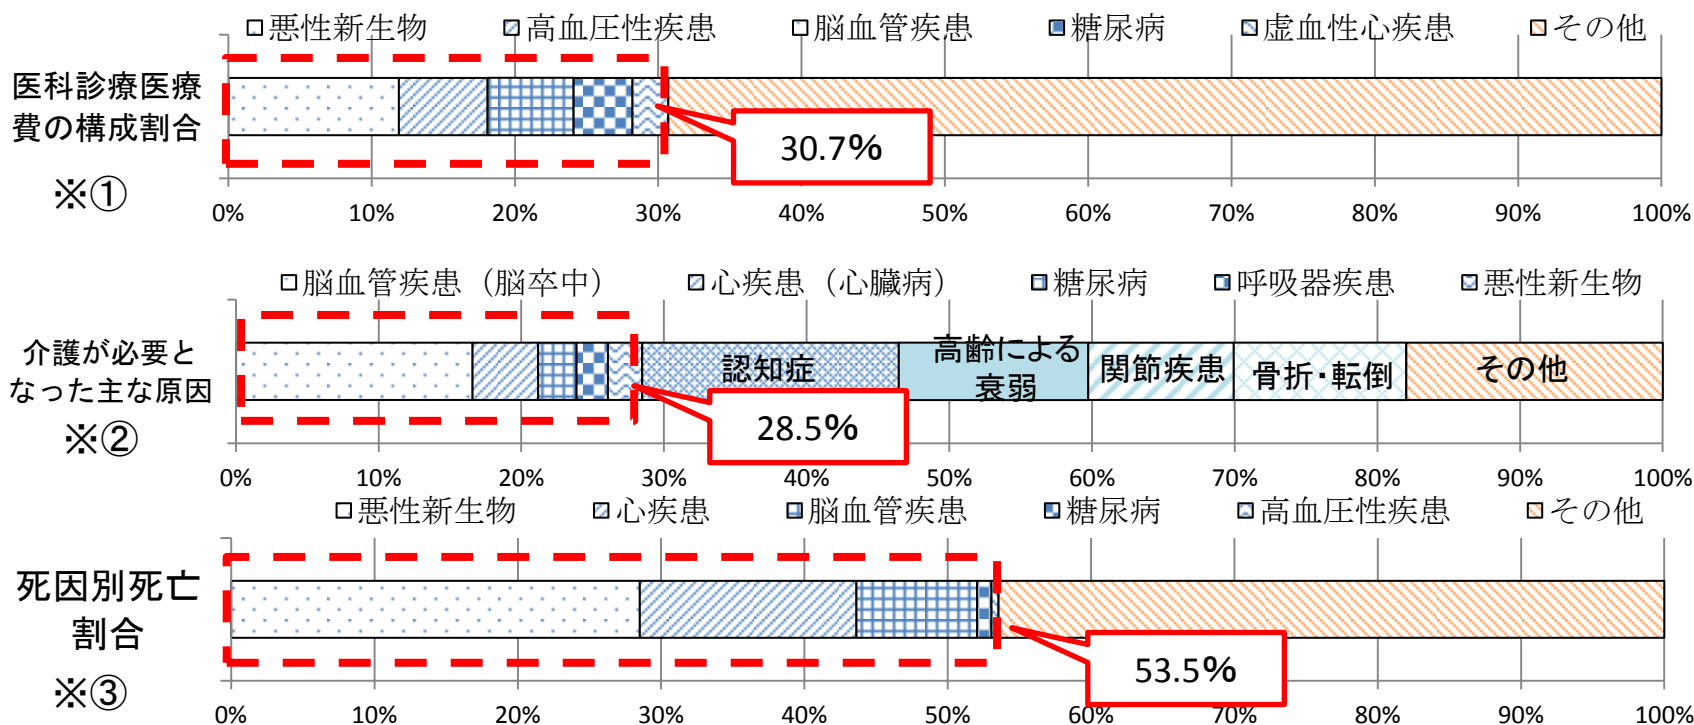 悪性新生物 高血圧性疾患 脳血管疾患 糖尿病 虚血性心疾患 その他
医科診療医療
費の構成割合
※①
30.7%
0% 10% 20% 30% 40% 50% 60% 70% 80% 90% 100%
脳血管疾患（脳卒中） 心疾患（心臓病） 糖尿病 呼吸器疾患 悪性新生物
介護が必要と
なった主な原因
※②
認知症
高齢による
衰弱
関節疾患
骨折・転倒
その他
28.5%
0% 10% 20% 30% 40% 50% 60% 70% 80% 90% 100%
悪性新生物 心疾患 脳血管疾患 糖尿病 高血圧性疾患 その他
死因別死亡
割合
※③
53.5%
0% 10% 20% 30% 40% 50% 60% 70% 80% 90% 100%